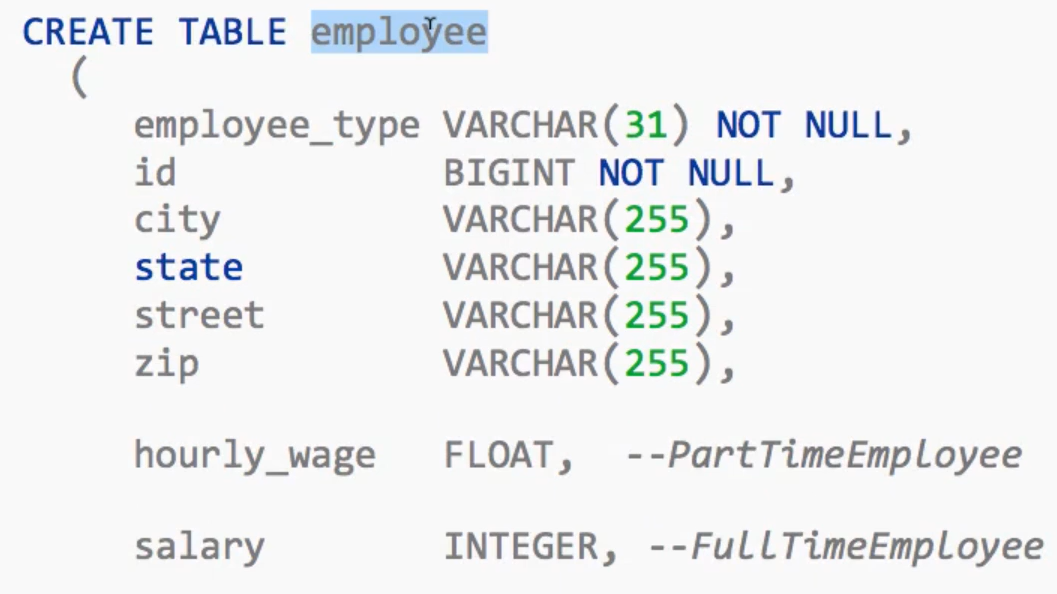 CREATE TABLE employee
(
employee_type VARCHAR(31) NOT NULL,
id BIGINT NOT NULL,
city VARCHAR(255),
state VARCHAR(255),
street VARCHAR(255),
zip VARCHAR(255),
hourly_wage FLOAT, --PartTimeEmployee
salary INTEGER, --FullTimeEmployee